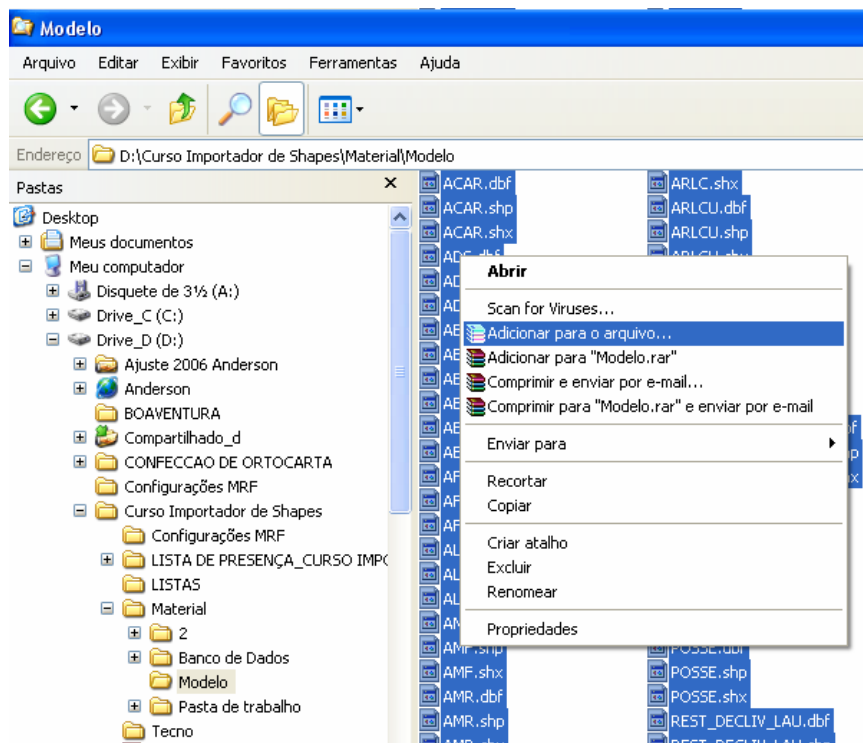 Modelo
Arquivo Editar Exibir Favoritos Ferramentas Ajuda
Endereço D:\Curso Importador de Shapes\Material\Modelo
Pastas
Desktop
Meus documentos
Meu computador
Disquete de 3½ (A:)
Drive_C (C:)
Drive_D (D:)
Ajuste 2006 Anderson
Anderson
BOAVENTURA
Compartilhado_d
CONFECCAO DE ORTOCARTA
Configurações MRF
Curso Importador de Shapes
Configurações MRF
LISTA DE PRESENÇA_CURSO IMPO
LISTAS
Material
2
Banco de Dados
Modelo
Pasta de trabalho
Tecno
ACAR.dbf
ACAR.shp
ACAR.shx
AMF.shp
AMF.shx
AMR.dbf
AMR.shp
ARLC.shx
ARLCU.dbf
ARLCU.shp
ARLCU.shx
POSSE.dbf
POSSE.shp
POSSE.shx
REST_DECLIV_LAU.dbf
REST_DECLIV_LAU.shp
Abrir
Scan for Viruses...
Adicionar para o arquivo...
Adicionar para "Modelo.rar"
Comprimir e enviar por e-mail...
Comprimir para "Modelo.rar" e enviar por e-mail
Enviar para
Recortar
Copiar
Criar atalho
Excluir
Renomear
Propriedades